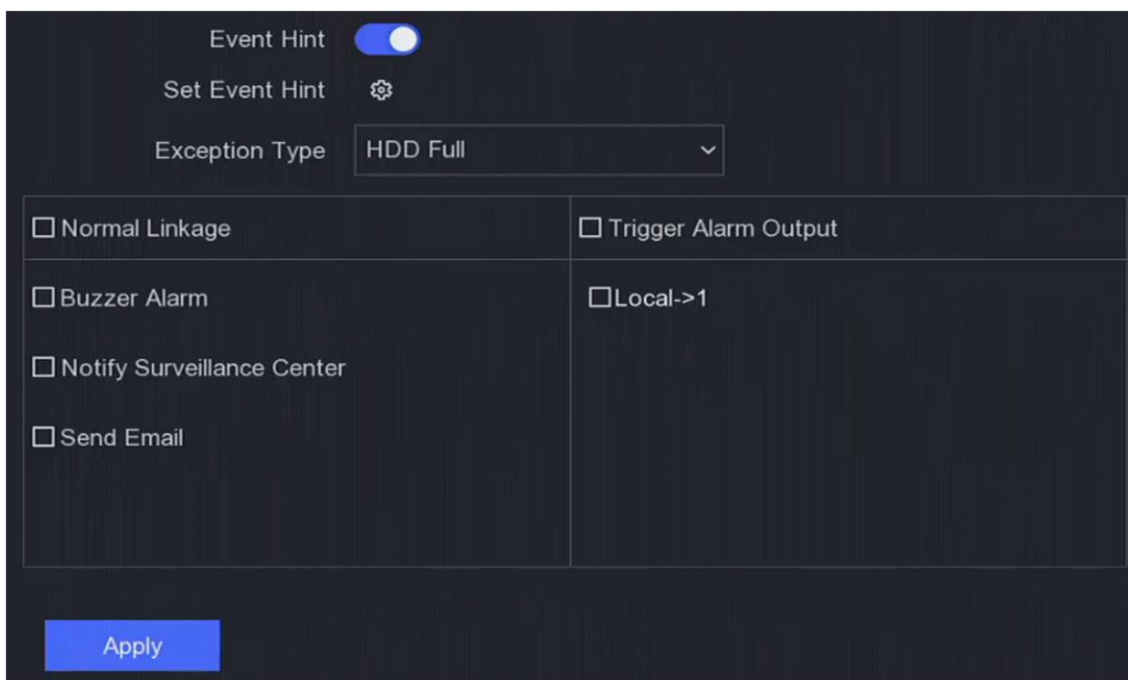 Event Hint
Set Event Hint
Exception Type HDD Full
Normal Linkage Trigger Alarm Output
Buzzer Alarm Local->1
Notify Surveillance Center
Send Email
Apply